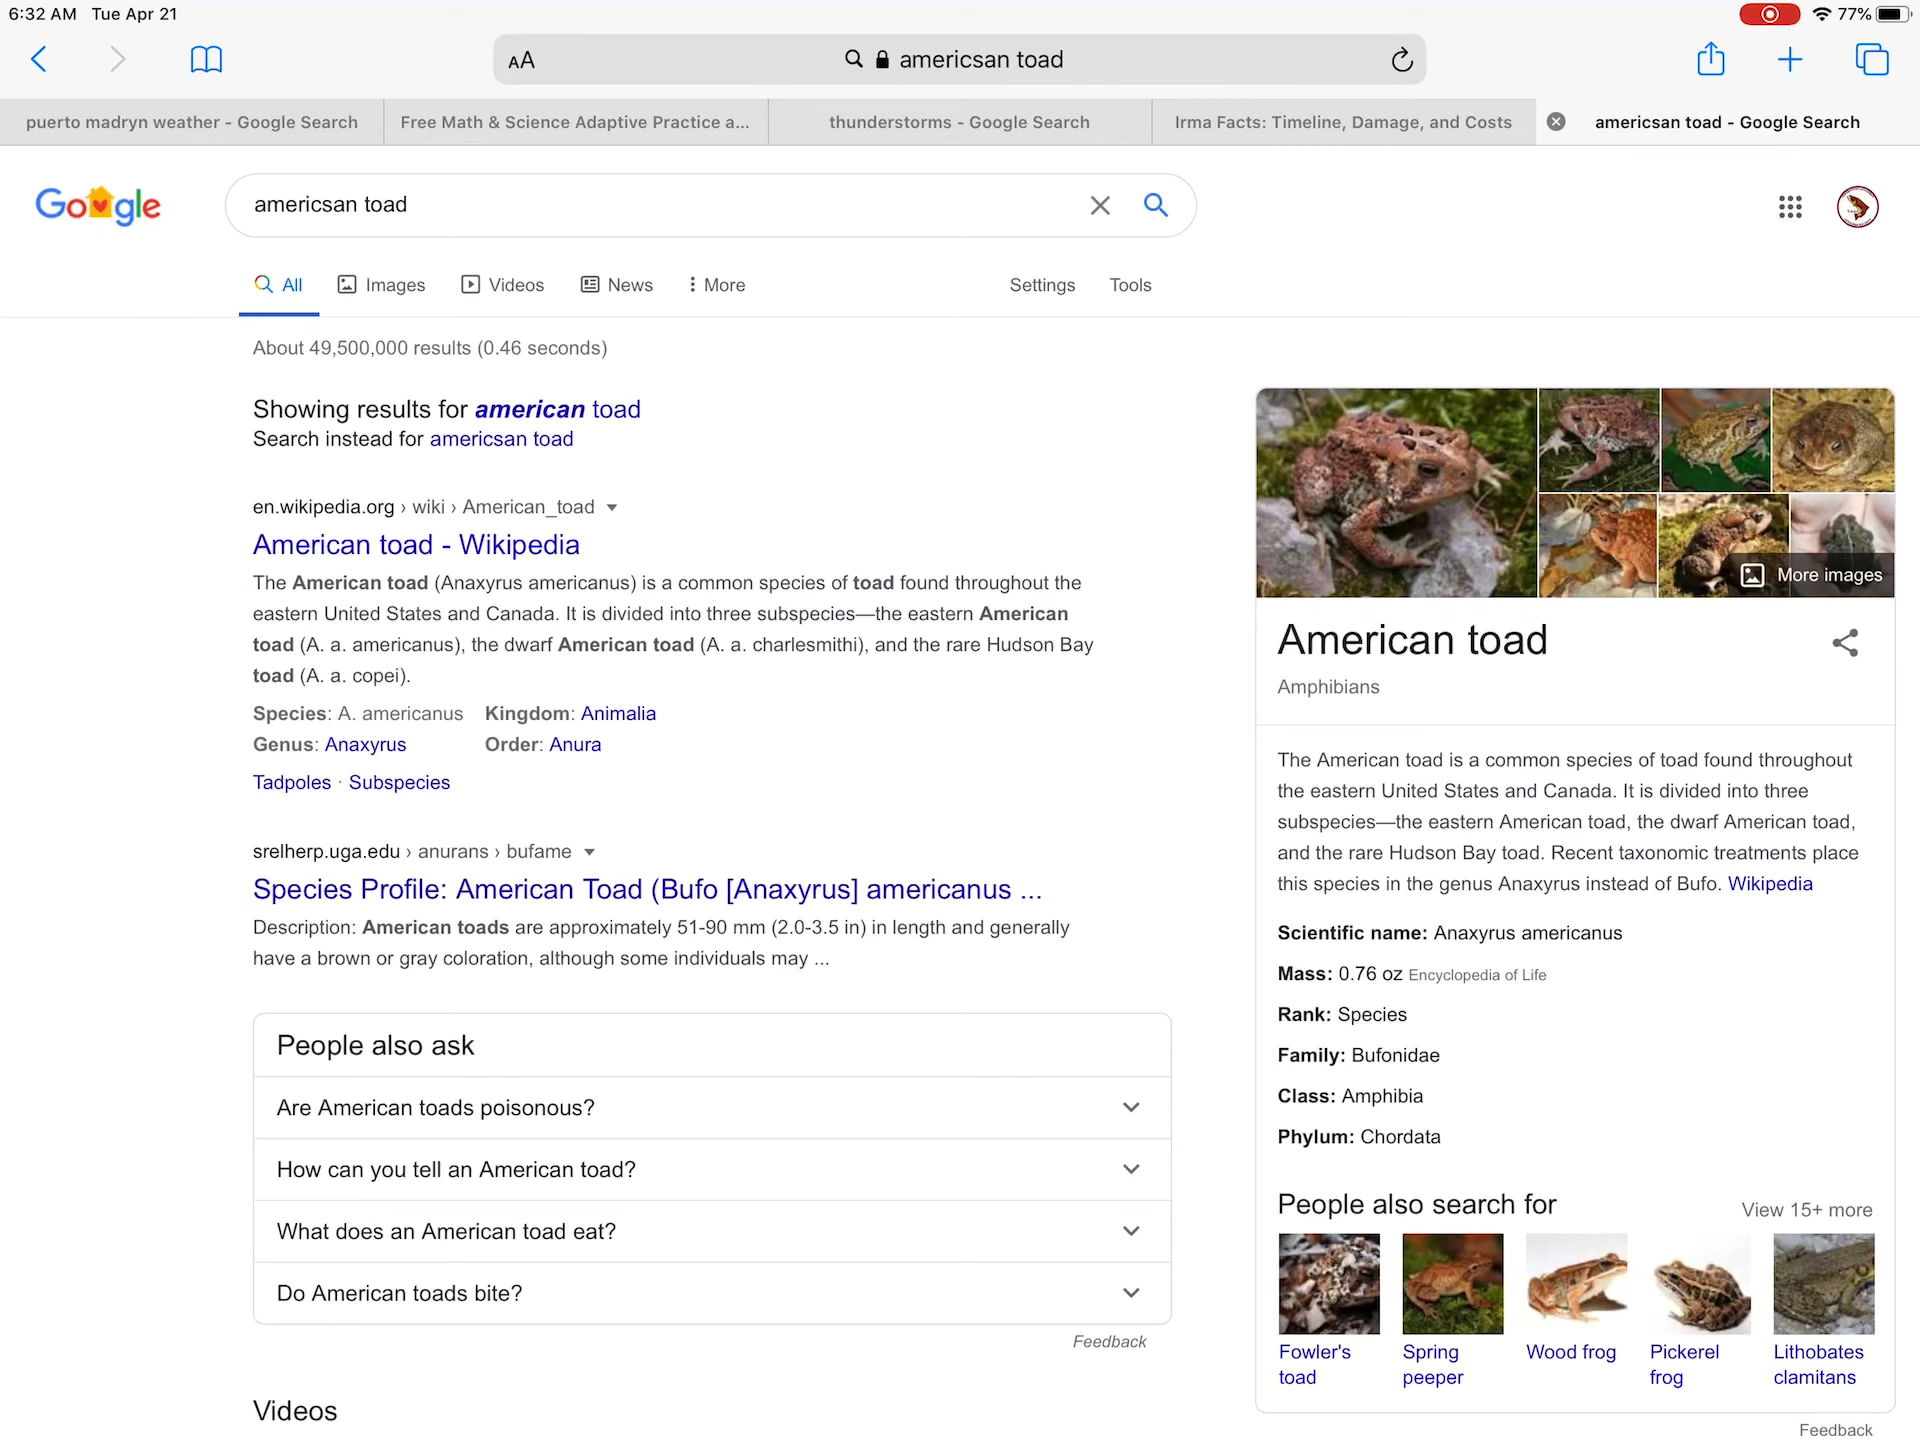 6:32 AM Tue Apr 21
77%
AA
americsan toad
puerto madryn weather - Google Search
Free Math & Science Adaptive Practice a...
thunderstorms - Google Search
Irma Facts: Timeline, Damage, and Costs
americsan toad - Google Search
Google
americsan toad
All
Images
Videos
News
More
Settings
Tools
About 49,500,000 results (0.46 seconds)
Showing results for american toad
Search instead for americsan toad
en.wikipedia.org › wiki › American_toad
American toad - Wikipedia
The American toad (Anaxyrus americanus) is a common species of toad found throughout the
eastern United States and Canada. It is divided into three subspecies—the eastern American
toad (A. a. americanus), the dwarf American toad (A. a. charlesmithi), and the rare Hudson Bay
toad (A. a. copei).
Species: A. americanus Kingdom: Animalia
Genus: Anaxyrus Order: Anura
Tadpoles · Subspecies
srelherp.uga.edu › anurans › bufame
Species Profile: American Toad (Bufo [Anaxyrus] americanus ...
Description: American toads are approximately 51-90 mm (2.0-3.5 in) in length and generally
have a brown or gray coloration, although some individuals may ...
People also ask
Are American toads poisonous?
How can you tell an American toad?
What does an American toad eat?
Do American toads bite?
Feedback
Videos
More images
American toad
Amphibians
The American toad is a common species of toad found throughout
the eastern United States and Canada. It is divided into three
subspecies—the eastern American toad, the dwarf American toad,
and the rare Hudson Bay toad. Recent taxonomic treatments place
this species in the genus Anaxyrus instead of Bufo. Wikipedia
Scientific name: Anaxyrus americanus
Mass: 0.76 oz Encyclopedia of Life
Rank: Species
Family: Bufonidae
Class: Amphibia
Phylum: Chordata
People also search for
View 15+ more
Fowler's
toad
Spring
peeper
Wood frog
Pickerel
frog
Lithobates
clamitans
Feedback